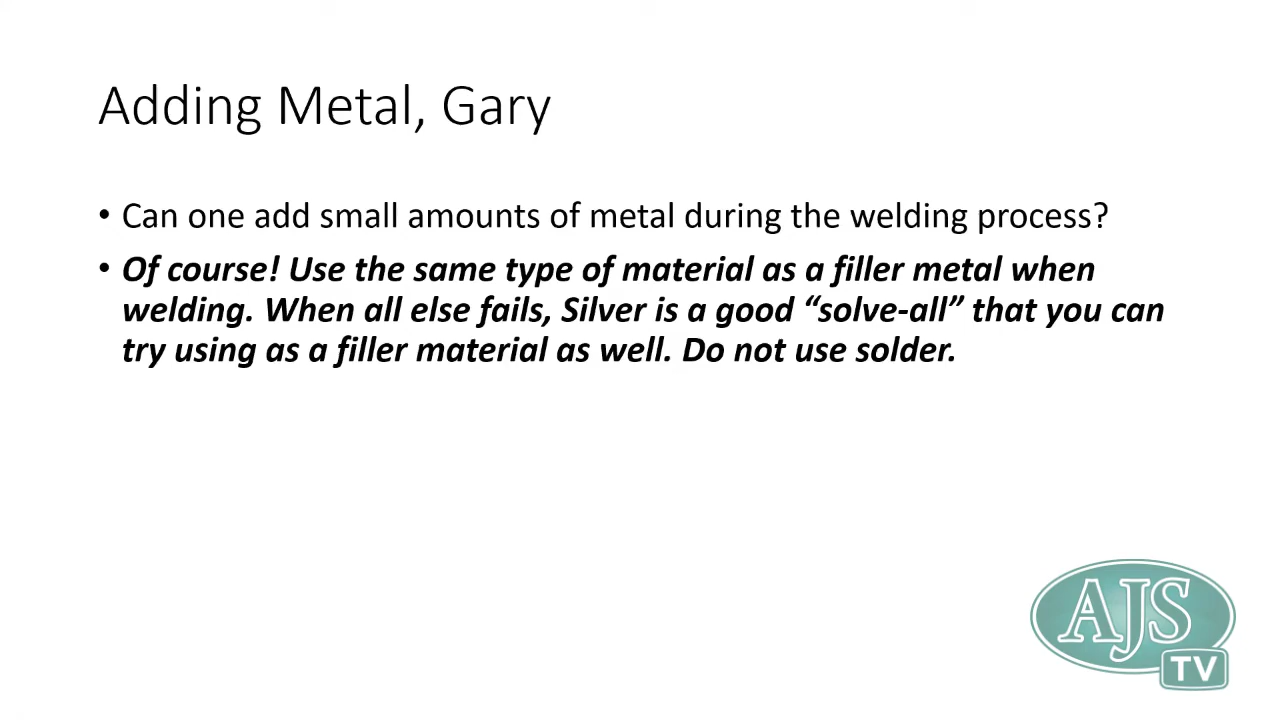 Adding Metal, Gary
• Can one add small amounts of metal during the welding process?
• Of course! Use the same type of material as a filler metal when
welding. When all else fails, Silver is a good “solve-all” that you can
try using as a filler material as well. Do not use solder.
AJS
TV